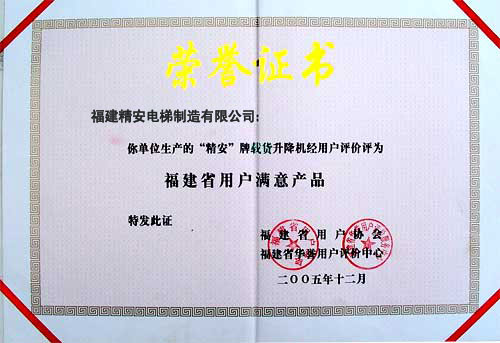 荣誉证书
福建精安电梯制造有限公司：
你单位生产的“精安”牌载货升降机经用户评价评为
福建省用户满意产品
特发此证
福建省用户协会
福建省华誉用户评价中心
二00五年十二月